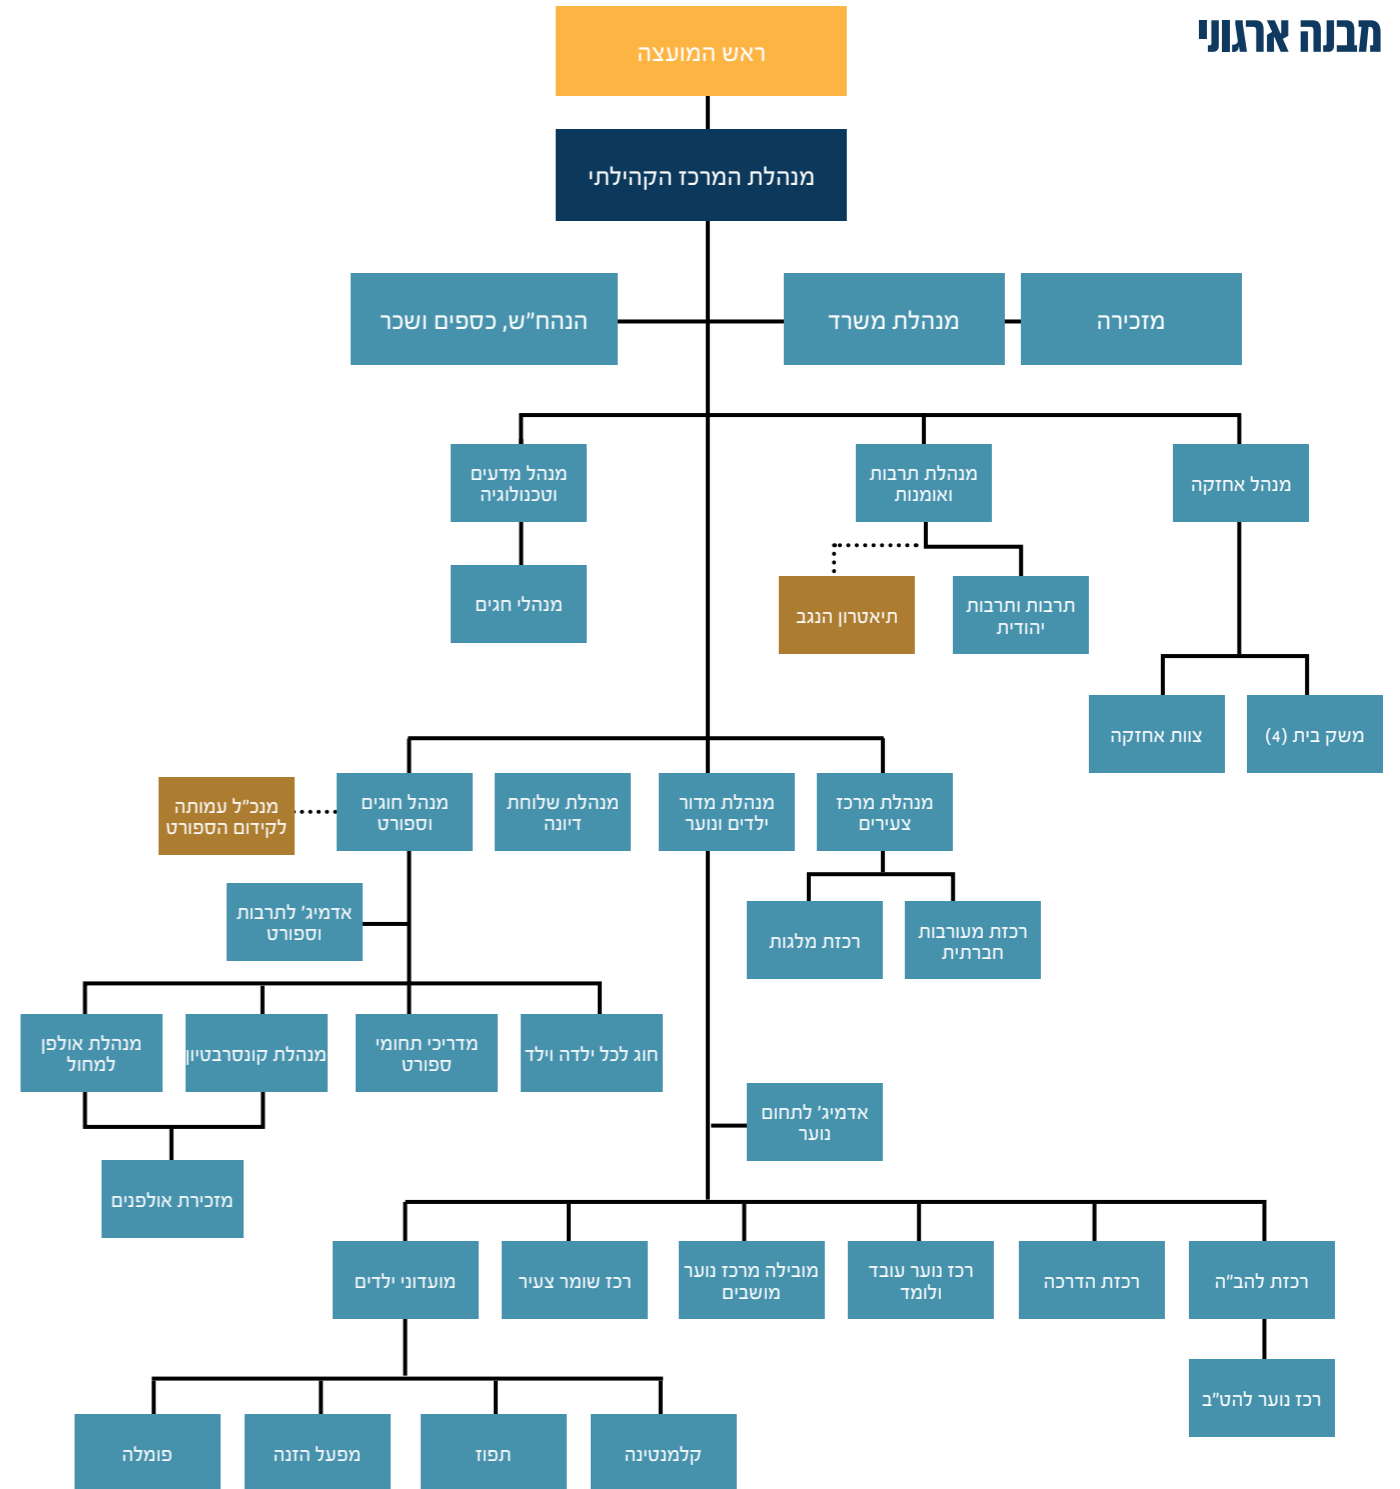 מבנה ארגוני
ראש המועצה
מנהלת המרכז הקהילתי
מזכירה
מנהלת משרד
הנהח"ש, כספים ושכר
מנהל אחזקה
מנהלת תרבות
ואומנות
מנהל מדעים
וטכנולוגיה
תרבות ותרבות
יהודית
תיאטרון הנגב
מנהלי חגים
משק בית (4)
צוות אחזקה
מנהלת מרכז
צעירים
מנהלת מדור
ילדים ונוער
מנהלת שלוחת
דיונה
מנהל חוגים
וספורט
מנכ"ל עמותה
לקידום הספורט
רכזת מעורבות
חברתית
רכזת מלגות
אדמיג' לתרבות
וספורט
חוג לכל ילדה וילד
מדריכי תחומי
ספורט
מנהלת קונסרבטיון
מנהלת אולפן
למחול
אדמיג' לתחום
נוער
מזכירת אולפנים
רכזת להב"ה
רכזת הדרכה
רכז נוער עובד
ולומד
מובילה מרכז נוער
מושבים
רכז שומר צעיר
מועדוני ילדים
רכז נוער להט"ב
קלמנטינה
תפוז
מפעל הזנה
פומלה